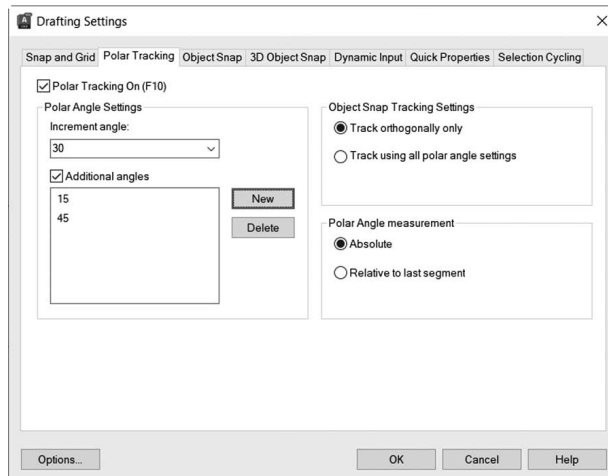 Drafting Settings
Snap and Grid Polar Tracking Object Snap 3D Object Snap Dynamic Input Quick Properties Selection Cycling
Polar Tracking On (F10)
Polar Angle Settings
Increment angle:
30
Additional angles
15
45
New
Delete
Object Snap Tracking Settings
Track orthogonally only
Track using all polar angle settings
Polar Angle measurement
Absolute
Relative to last segment
Options...
OK
Cancel
Help